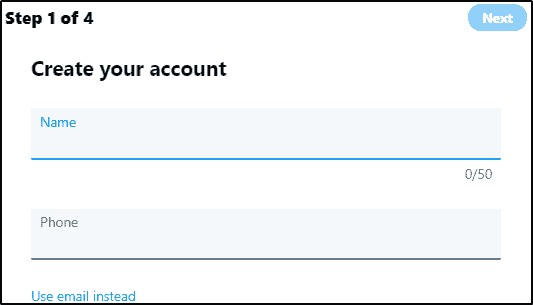 Step 1 of 4
Next
Create your account
Name
0/50
Phone
Use email instead